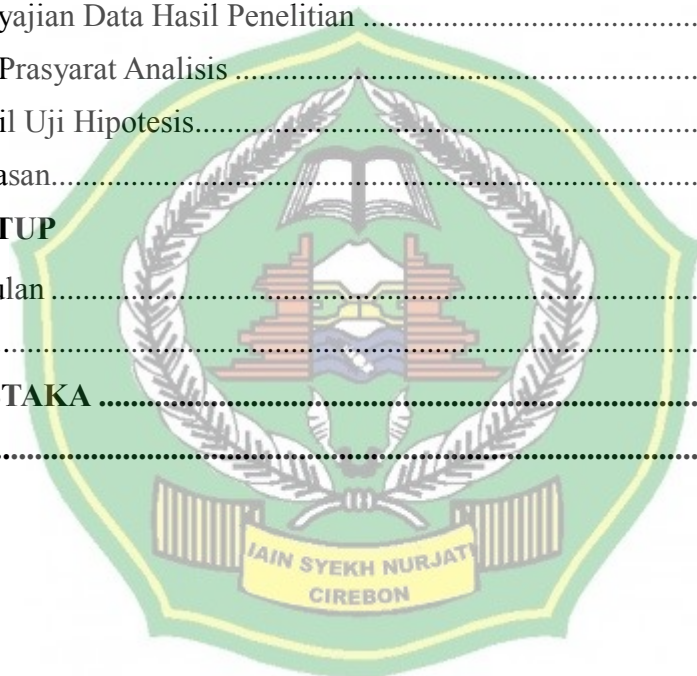 yajian Data Hasil Penelitian ....................................................
Prasyarat Analisis ......................................................................
il Uji Hipotesis............................................................................
asan..............................................................................................
TUP
ulan ..............................................................................................
.....................................................................................................
TAKA .........................................................................................
.....................................................................................................
IAIN SYEKH NURJATI
CIREBON